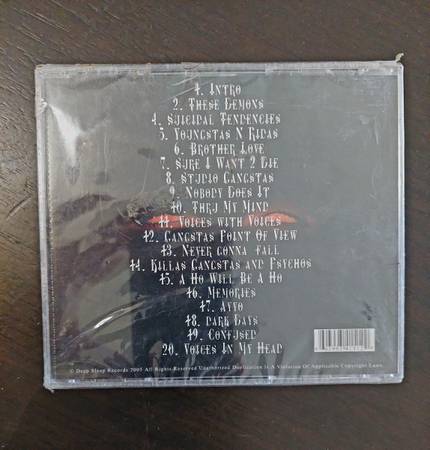 1. Intro
2. These Demons
4. Suicidal Tendencies
5. Youngstas N Ridas
6. Brother Love
7. Sure I Want 2 Die
8. Studio Gangstas
9. Nobody Does It
10. Thru My Mind
11. Voices with Voices
12. Gangstas Point Of View
13. Never gonna fall
14. Killas Gangstas and Psychos
15. A Ho Will Be A Ho
16. Memories
17. Ayyo
18. Dark Days
19. Confused
20. Voices In My Head
© Deep Sleep Records 2005 All Rights Reserved Unauthorized Duplication Is A Violation Of Applicable Copyright Laws.